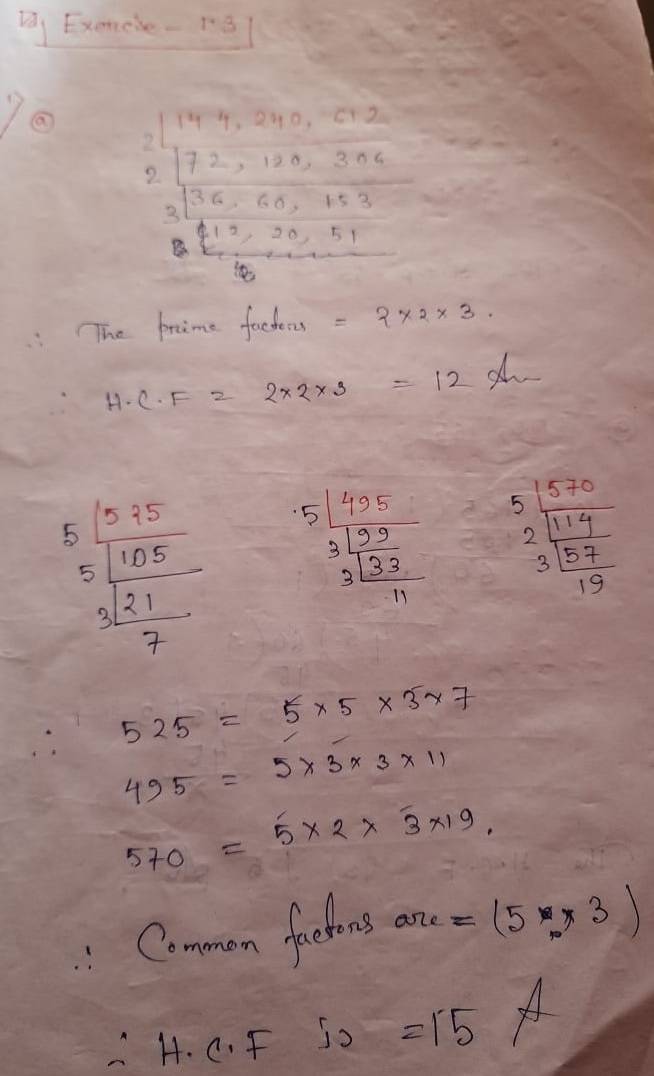 Exercise - 1.3
1) (a)
2 | 144, 240, 612
2 | 72, 120, 306
3 | 36, 60, 153
12, 20, 51
∴ The prime factors = 2×2×3.
∴ H.C.F = 2×2×3 = 12 An
5 | 525
5 | 105
3 | 21
7
5 | 495
3 | 99
3 | 33
11
5 | 570
2 | 114
3 | 57
19
∴ 525 = 5 × 5 × 3 × 7
495 = 5 × 3 × 3 × 11
570 = 5 × 2 × 3 × 19.
∴ Common factors are = (5 × 3)
∴ H.C.F is = 15 A